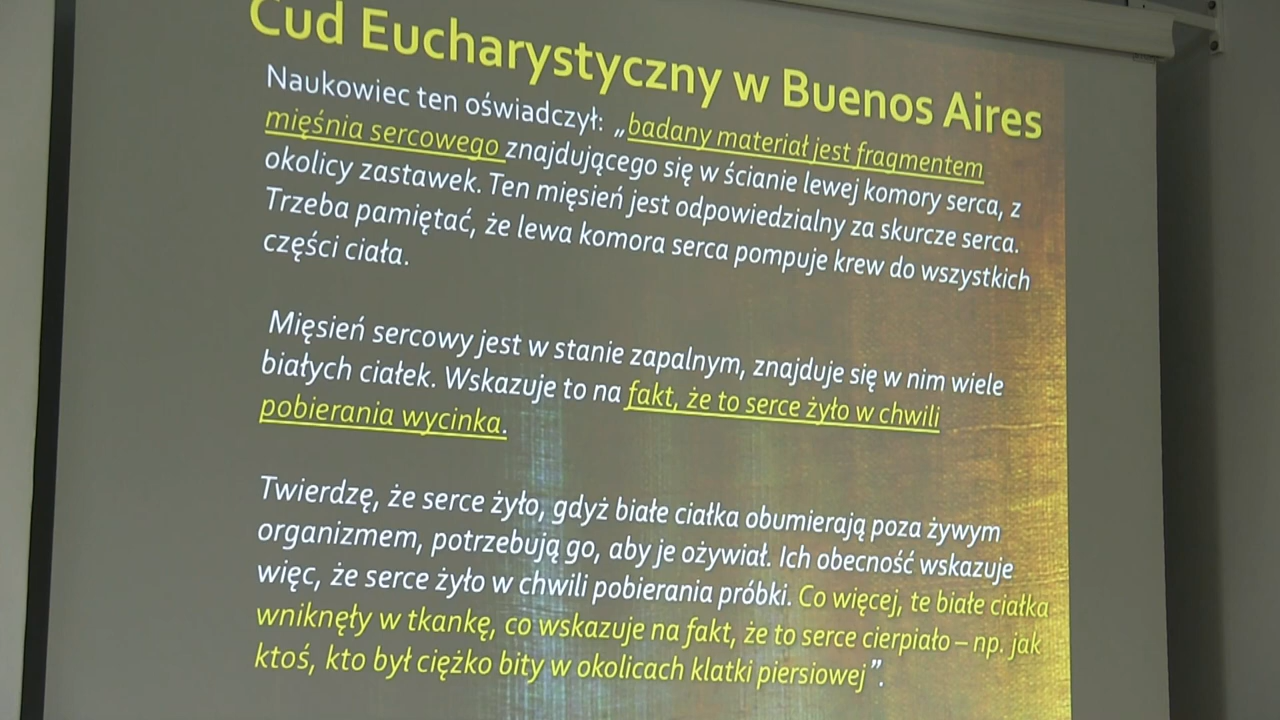 Cud Eucharystyczny w Buenos Aires
Naukowiec ten oświadczył: „badany materiał jest fragmentem
mięśnia sercowego znajdującego się w ścianie lewej komory serca, z
okolicy zastawek. Ten mięsień jest odpowiedzialny za skurcze serca.
Trzeba pamiętać, że lewa komora serca pompuje krew do wszystkich
części ciała.
Mięsień sercowy jest w stanie zapalnym, znajduje się w nim wiele
białych ciałek. Wskazuje to na fakt, że to serce żyło w chwili
pobierania wycinka.
Twierdzę, że serce żyło, gdyż białe ciałka obumierają poza żywym
organizmem, potrzebują go, aby je ożywiał. Ich obecność wskazuje
więc, że serce żyło w chwili pobierania próbki. Co więcej, te białe ciałka
wniknęły w tkankę, co wskazuje na fakt, że to serce cierpiało – np. jak
ktoś, kto był ciężko bity w okolicach klatki piersiowej”.